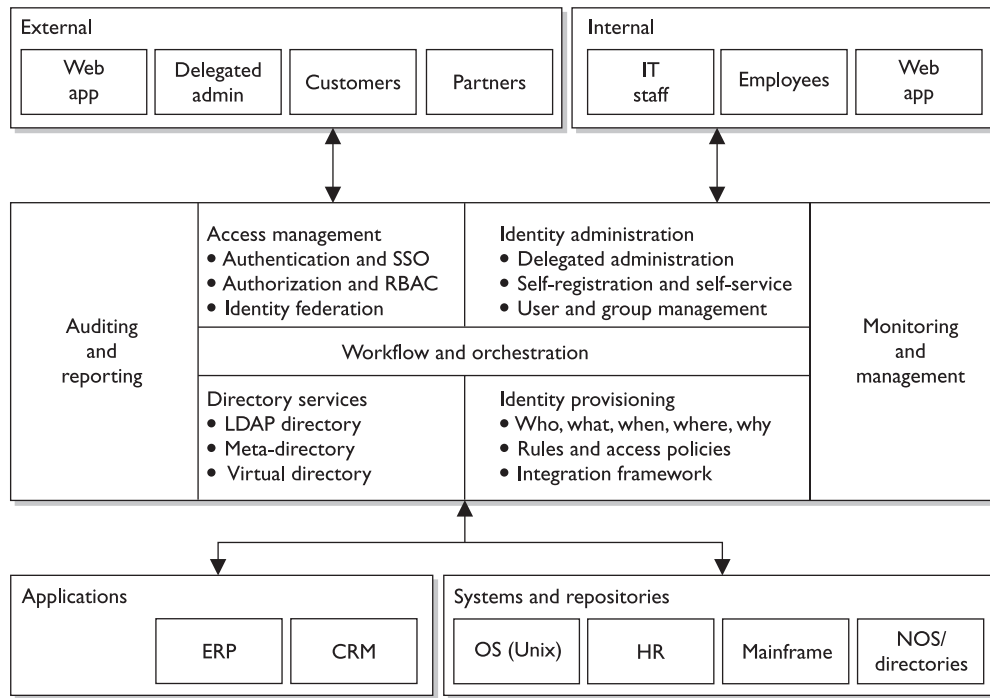 External
Web
app
Delegated
admin
Customers
Partners
Internal
IT
staff
Employees
Web
app
Auditing
and
reporting
Access management
• Authentication and SSO
• Authorization and RBAC
• Identity federation
Identity administration
• Delegated administration
• Self-registration and self-service
• User and group management
Workflow and orchestration
Directory services
• LDAP directory
• Meta-directory
• Virtual directory
Identity provisioning
• Who, what, when, where, why
• Rules and access policies
• Integration framework
Monitoring
and
management
Applications
ERP
CRM
Systems and repositories
OS (Unix)
HR
Mainframe
NOS/
directories